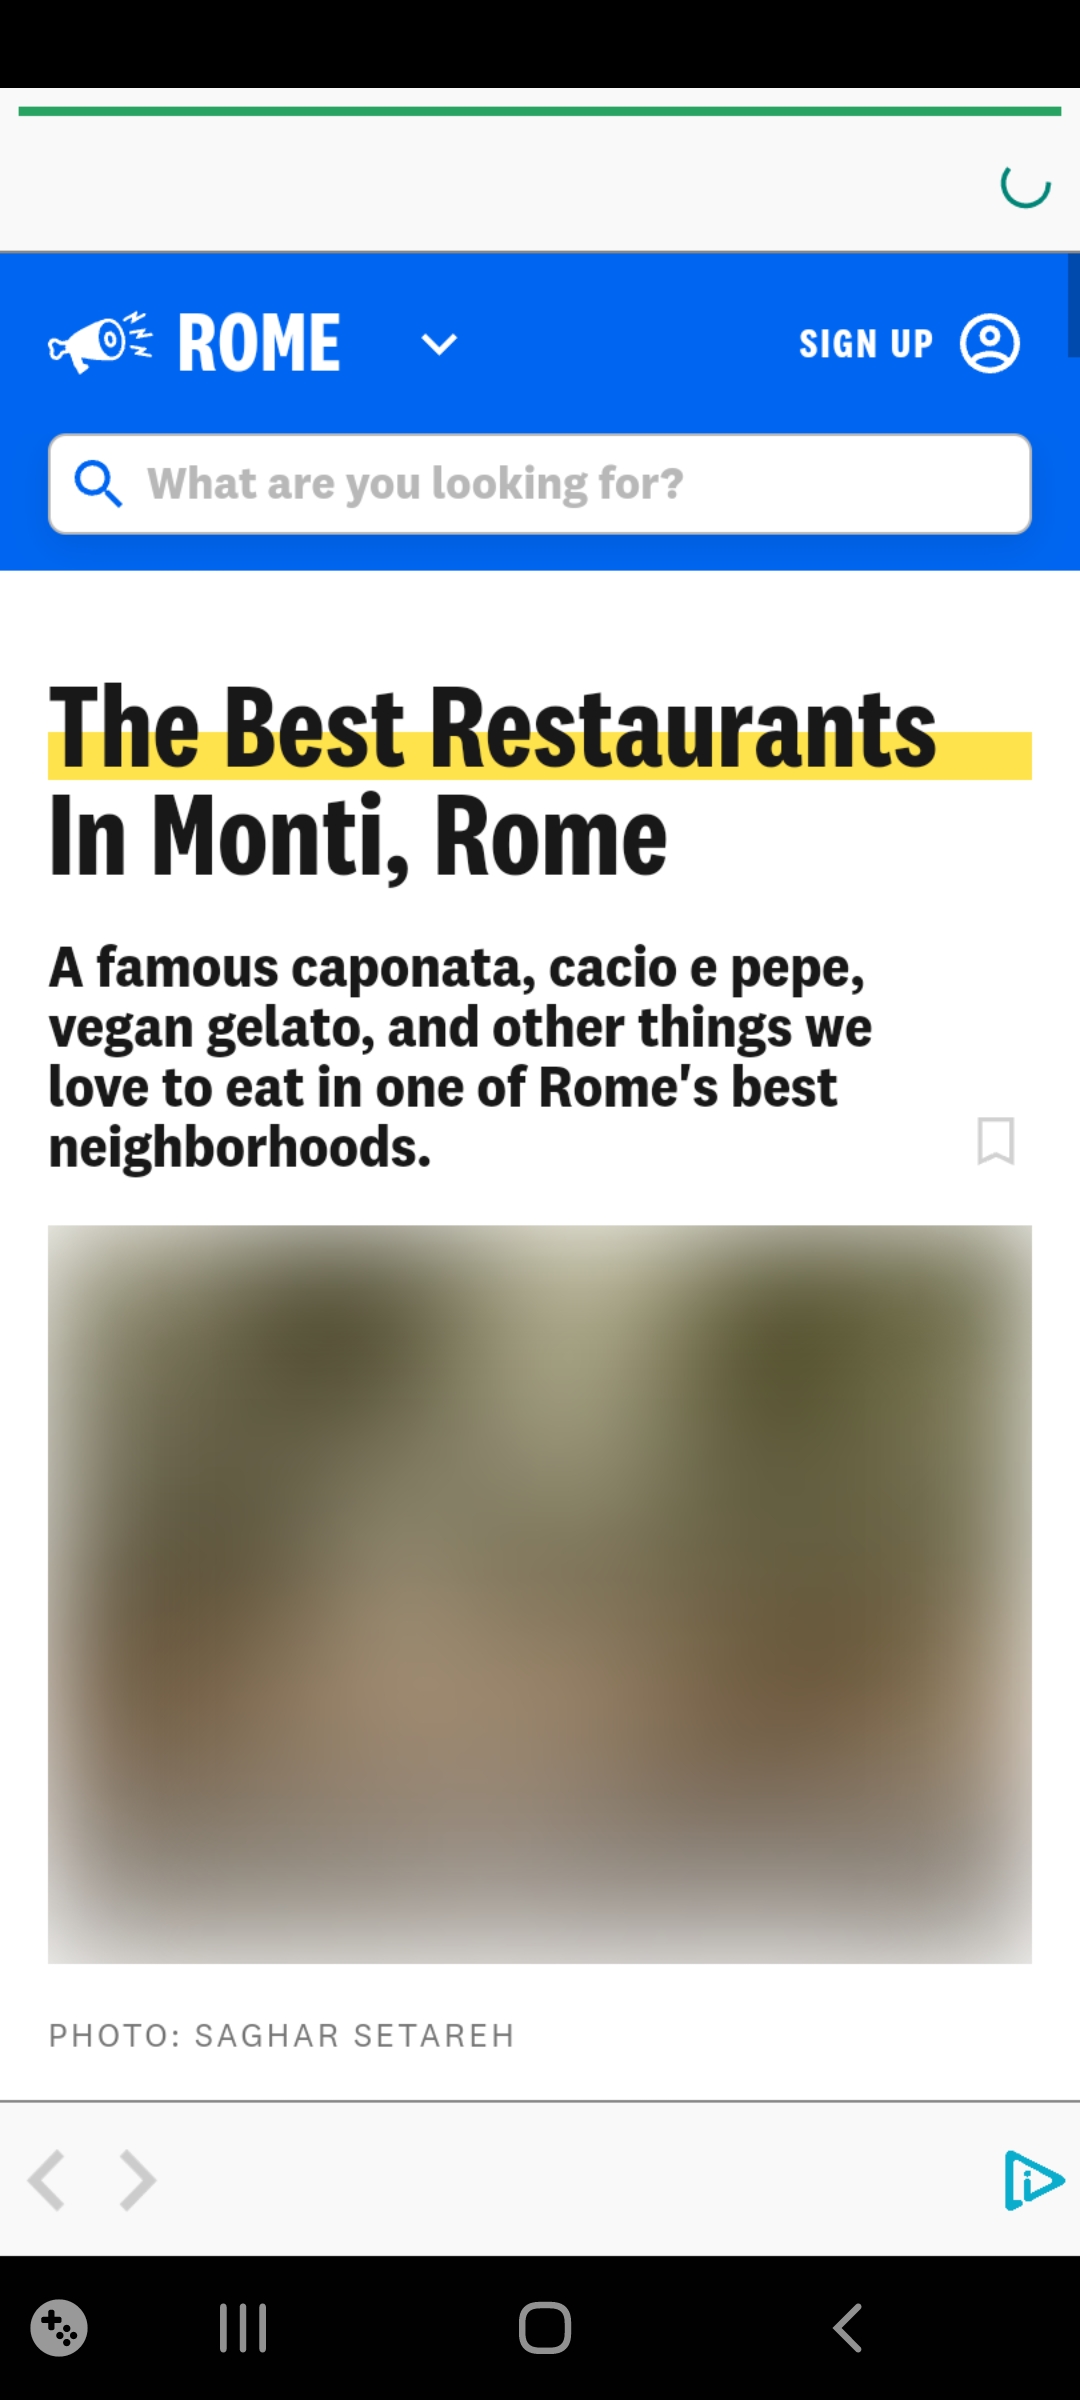 ROME
SIGN UP
What are you looking for?
The Best Restaurants
In Monti, Rome
A famous caponata, cacio e pepe,
vegan gelato, and other things we
love to eat in one of Rome's best
neighborhoods.
PHOTO: SAGHAR SETAREH